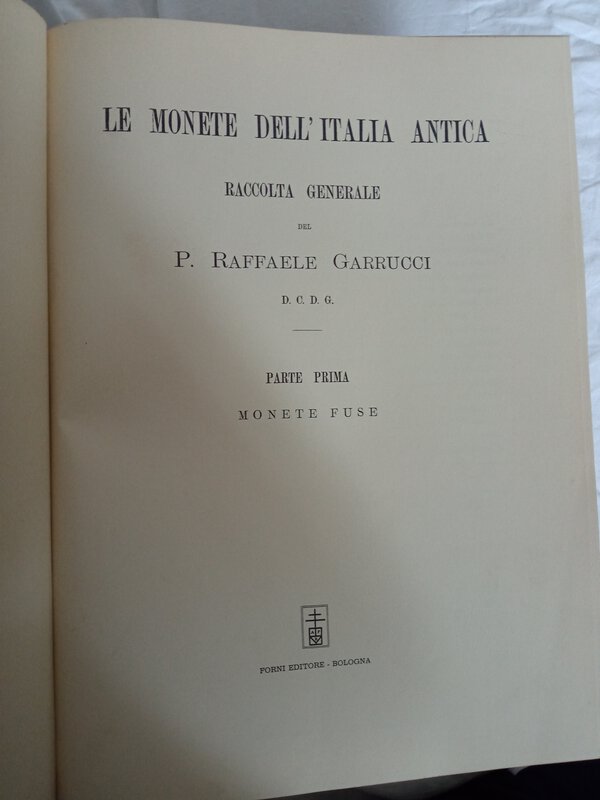 LE MONETE DELL'ITALIA ANTICA
RACCOLTA GENERALE
DEL
P. RAFFAELE GARRUCCI
D. C. D. G.
PARTE PRIMA
MONETE FUSE
FORNI EDITORE - BOLOGNA